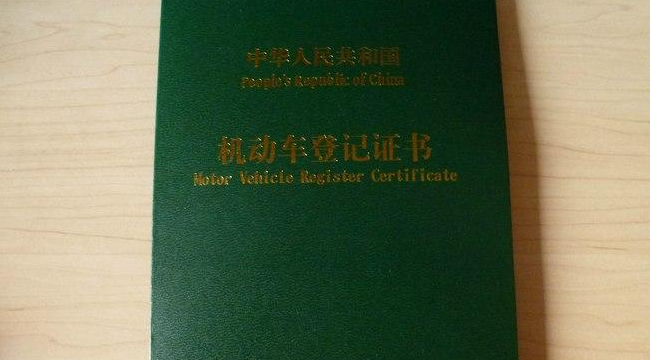 中华人民共和国
People's Republic of China
机动车登记证书
Motor Vehicle Register Certificate